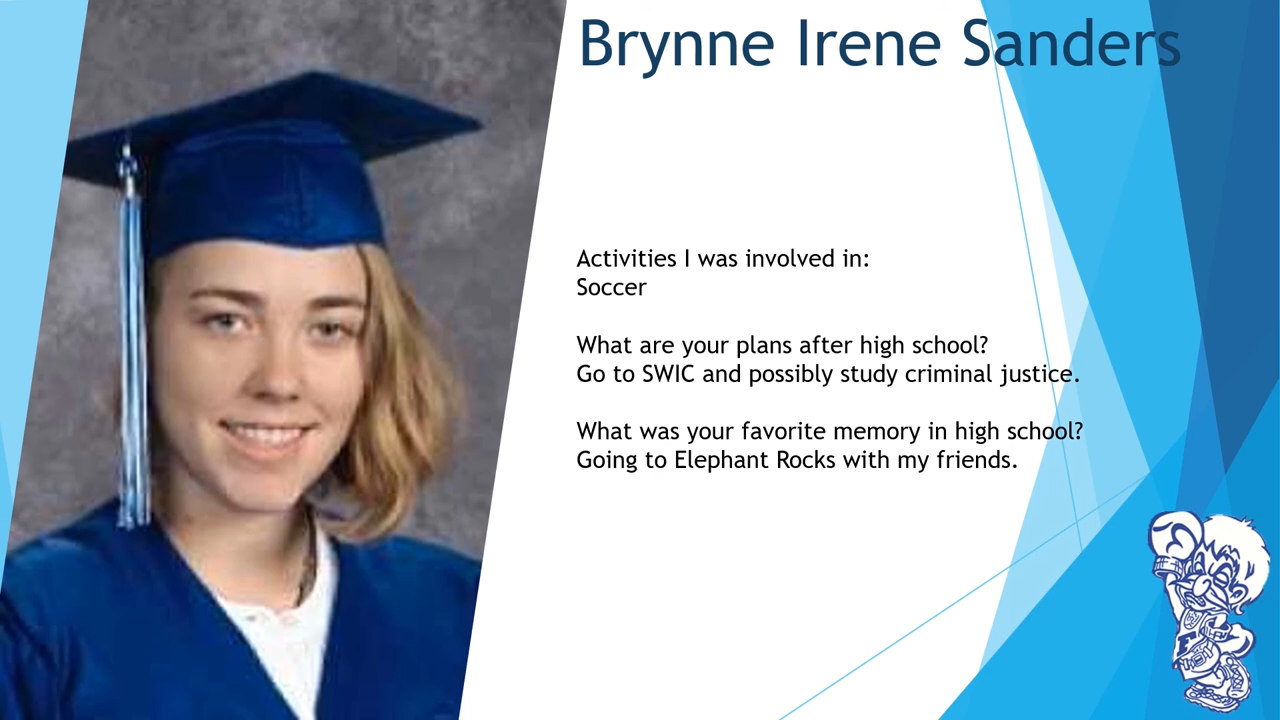 Brynne Irene Sanders
Activities I was involved in:
Soccer
What are your plans after high school?
Go to SWIC and possibly study criminal justice.
What was your favorite memory in high school?
Going to Elephant Rocks with my friends.